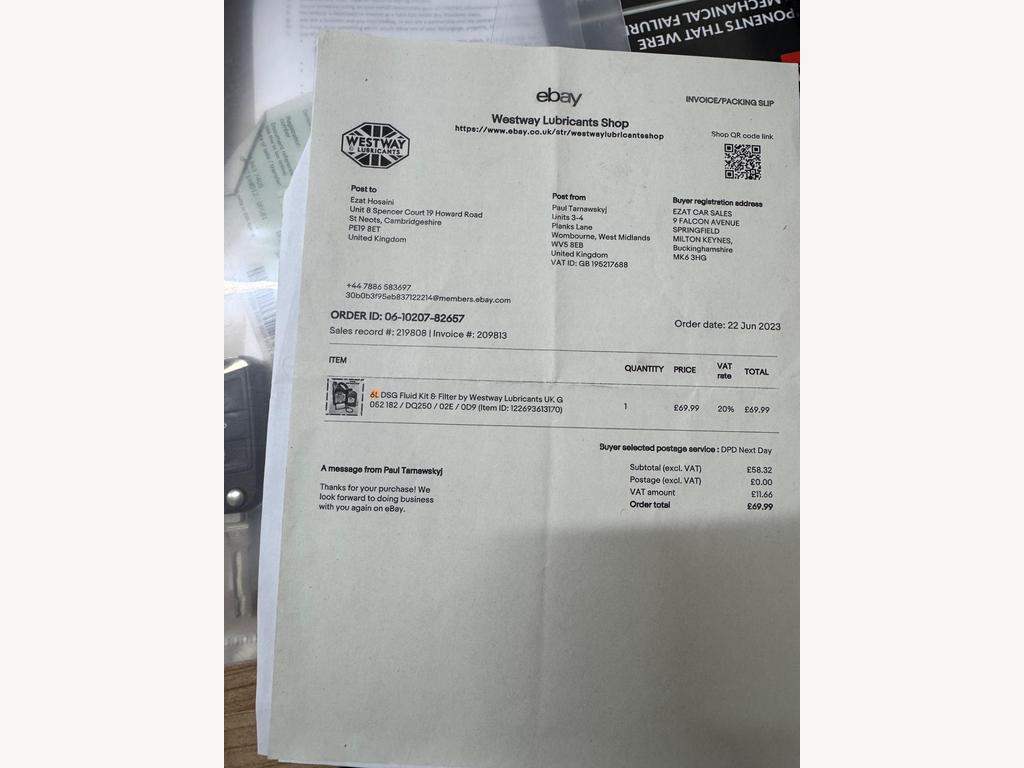 PONENTS THAT WERE
MECHANICAL FAILUR
ebay
INVOICE/PACKING SLIP
Westway Lubricants Shop
https://www.ebay.co.uk/str/westwaylubricantsshop
Shop QR code link
WESTWAY
LUBRICANTS
Post to
Ezat Hosaini
Unit 8 Spencer Court 19 Howard Road
St Neots, Cambridgeshire
PE19 8ET
United Kingdom
Post from
Paul Tarnawskyj
Units 3-4
Planks Lane
Wombourne, West Midlands
WV5 8EB
United Kingdom
VAT ID: GB 195217688
Buyer registration address
EZAT CAR SALES
9 FALCON AVENUE
SPRINGFIELD
MILTON KEYNES,
Buckinghamshire
MK6 3HG
+44 7886 583697
30b0b3f95eb837122214@members.ebay.com
ORDER ID: 06-10207-82657
Order date: 22 Jun 2023
Sales record #: 219808 | Invoice #: 209813
ITEM QUANTITY PRICE VAT rate TOTAL
6L DSG Fluid Kit & Filter by Westway Lubricants UK G
052 182 / DQ250 / 02E / 0D9 (Item ID: 122693613170) 1 £69.99 20% £69.99
Buyer selected postage service : DPD Next Day
Subtotal (excl. VAT) £58.32
Postage (excl. VAT) £0.00
VAT amount £11.66
Order total £69.99
A message from Paul Tarnawskyj
Thanks for your purchase! We
look forward to doing business
with you again on eBay.